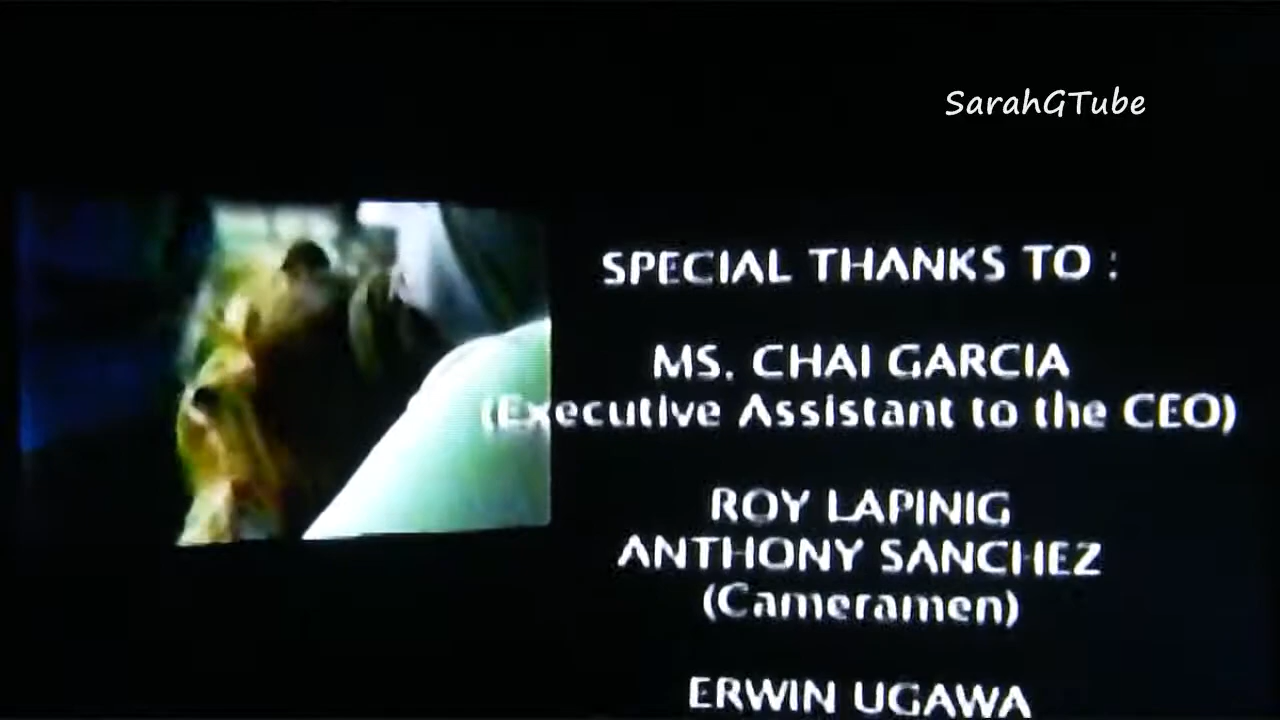 SarahGTube
SPECIAL THANKS TO :
MS. CHAI GARCIA
(Executive Assistant to the CEO)
ROY LAPINIG
ANTHONY SANCHEZ
(Cameramen)
ERWIN UGAWA